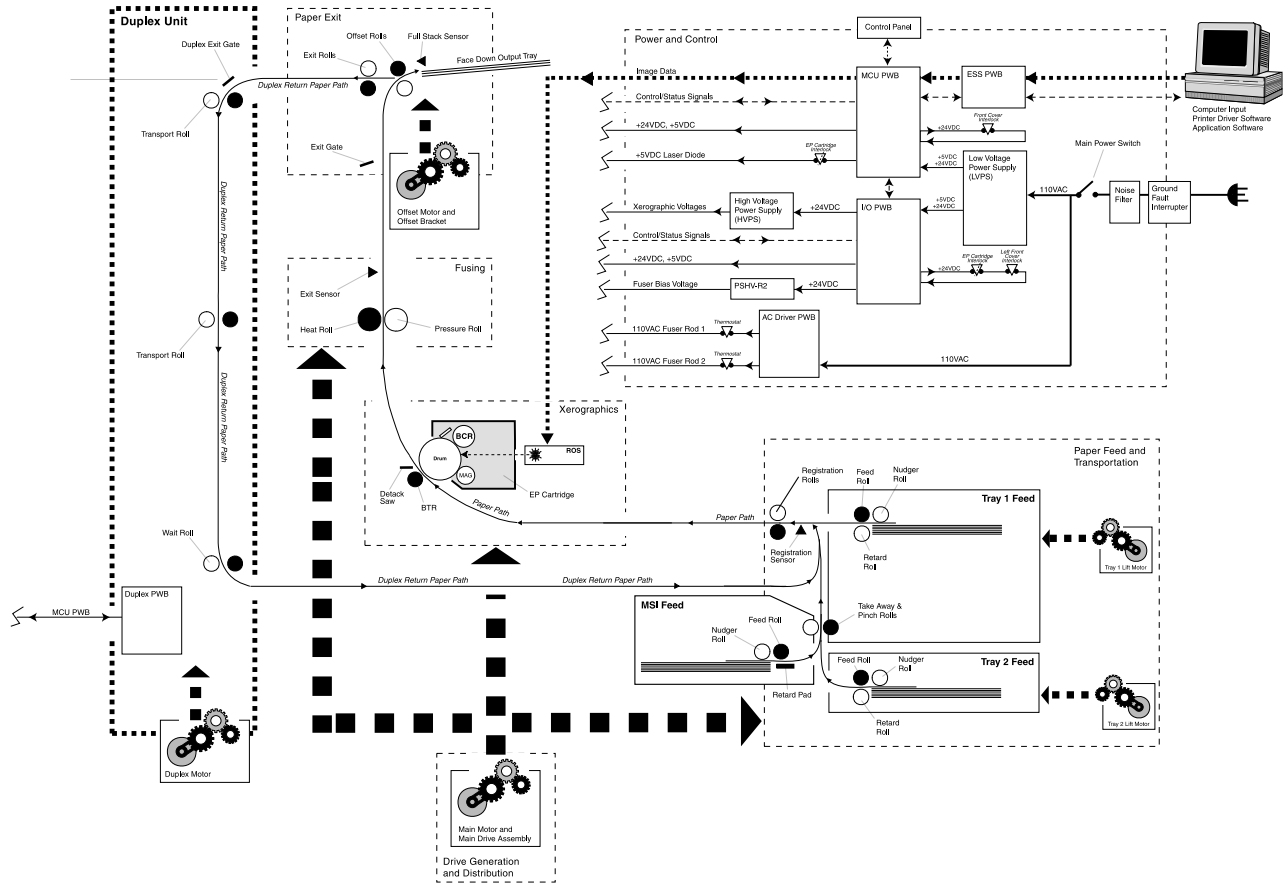 Duplex Unit
Duplex Exit Gate
Transport Roll
Duplex Return Paper Path
Transport Roll
Duplex Return Paper Path
Wait Roll
Duplex PWB
MCU PWB
Duplex Motor
Paper Exit
Offset Rolls
Full Stack Sensor
Exit Rolls
Face Down Output Tray
Duplex Return Paper Path
Exit Gate
Offset Motor and
Offset Bracket
Fusing
Exit Sensor
Heat Roll
Pressure Roll
Xerographics
BCR
Drum
MAG
ROS
Detack
Saw
BTR
EP Cartridge
Paper Path
Paper Path
Duplex Return Paper Path
Duplex Return Paper Path
Main Motor and
Main Drive Assembly
Drive Generation
and Distribution
Control Panel
Power and Control
Image Data
MCU PWB
ESS PWB
Control/Status Signals
Computer Input
Printer Driver Software
Application Software
+24VDC, +5VDC
Front Cover
Interlock
+24VDC
+5VDC Laser Diode
EP Cartridge
Interlock
+5VDC
+24VDC
Low Voltage
Power Supply
(LVPS)
Main Power Switch
110VAC
Noise
Filter
Ground
Fault
Interrupter
Xerographic Voltages
High Voltage
Power Supply
(HVPS)
+24VDC
I/O PWB
+5VDC
+24VDC
Control/Status Signals
+24VDC, +5VDC
EP Cartridge
Interlock
Left Front
Cover
Interlock
+24VDC
Fuser Bias Voltage
PSHV-R2
+24VDC
110VAC Fuser Rod 1
Thermostat
AC Driver PWB
110VAC Fuser Rod 2
Thermostat
110VAC
Paper Feed and
Transportation
Registration
Rolls
Feed
Roll
Nudger
Roll
Tray 1 Feed
Registration
Sensor
Retard
Roll
Tray 1 Lift Motor
MSI Feed
Take Away &
Pinch Rolls
Feed Roll
Nudger
Roll
Retard Pad
Feed Roll
Nudger
Roll
Tray 2 Feed
Retard
Roll
Tray 2 Lift Motor